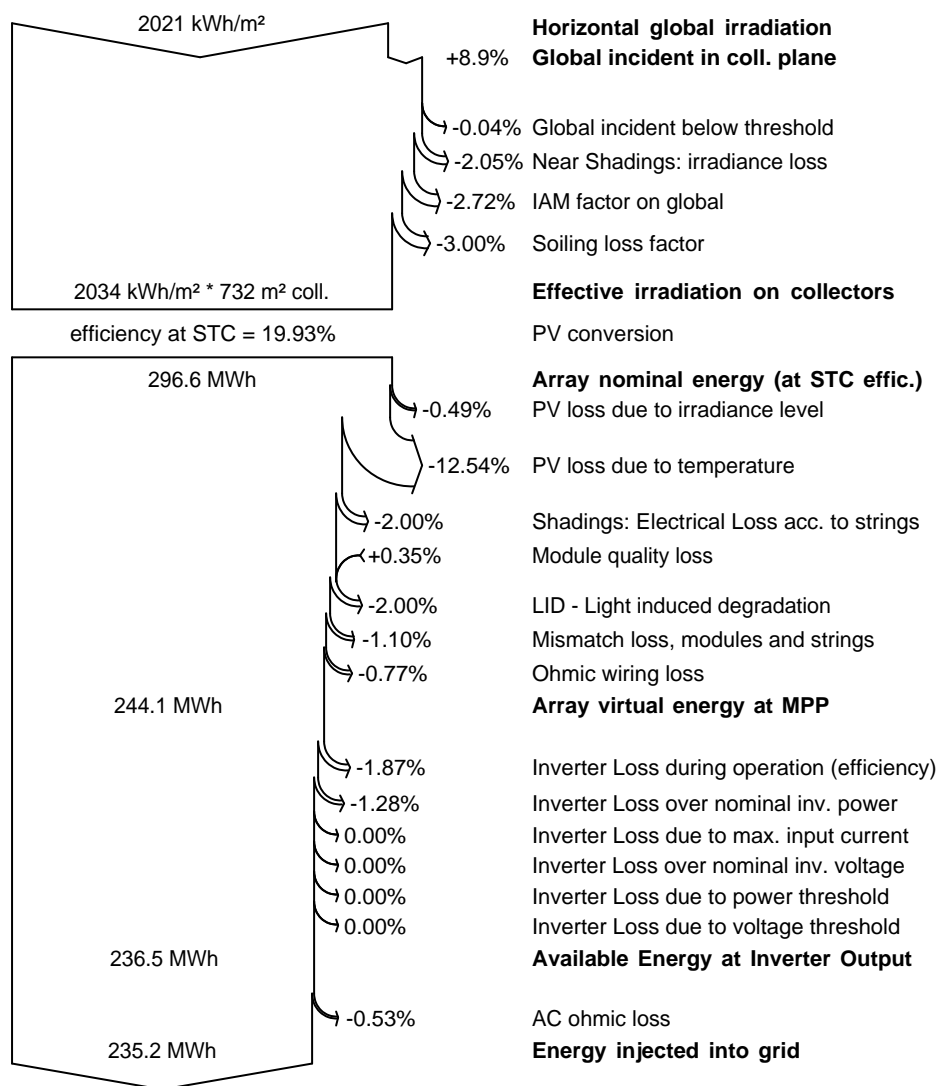 2021 kWh/m² Horizontal global irradiation
+8.9% Global incident in coll. plane
-0.04% Global incident below threshold
-2.05% Near Shadings: irradiance loss
-2.72% IAM factor on global
-3.00% Soiling loss factor
2034 kWh/m² * 732 m² coll. Effective irradiation on collectors
efficiency at STC = 19.93% PV conversion
296.6 MWh Array nominal energy (at STC effic.)
-0.49% PV loss due to irradiance level
-12.54% PV loss due to temperature
-2.00% Shadings: Electrical Loss acc. to strings
+0.35% Module quality loss
-2.00% LID - Light induced degradation
-1.10% Mismatch loss, modules and strings
-0.77% Ohmic wiring loss
244.1 MWh Array virtual energy at MPP
-1.87% Inverter Loss during operation (efficiency)
-1.28% Inverter Loss over nominal inv. power
0.00% Inverter Loss due to max. input current
0.00% Inverter Loss over nominal inv. voltage
0.00% Inverter Loss due to power threshold
0.00% Inverter Loss due to voltage threshold
236.5 MWh Available Energy at Inverter Output
-0.53% AC ohmic loss
235.2 MWh Energy injected into grid